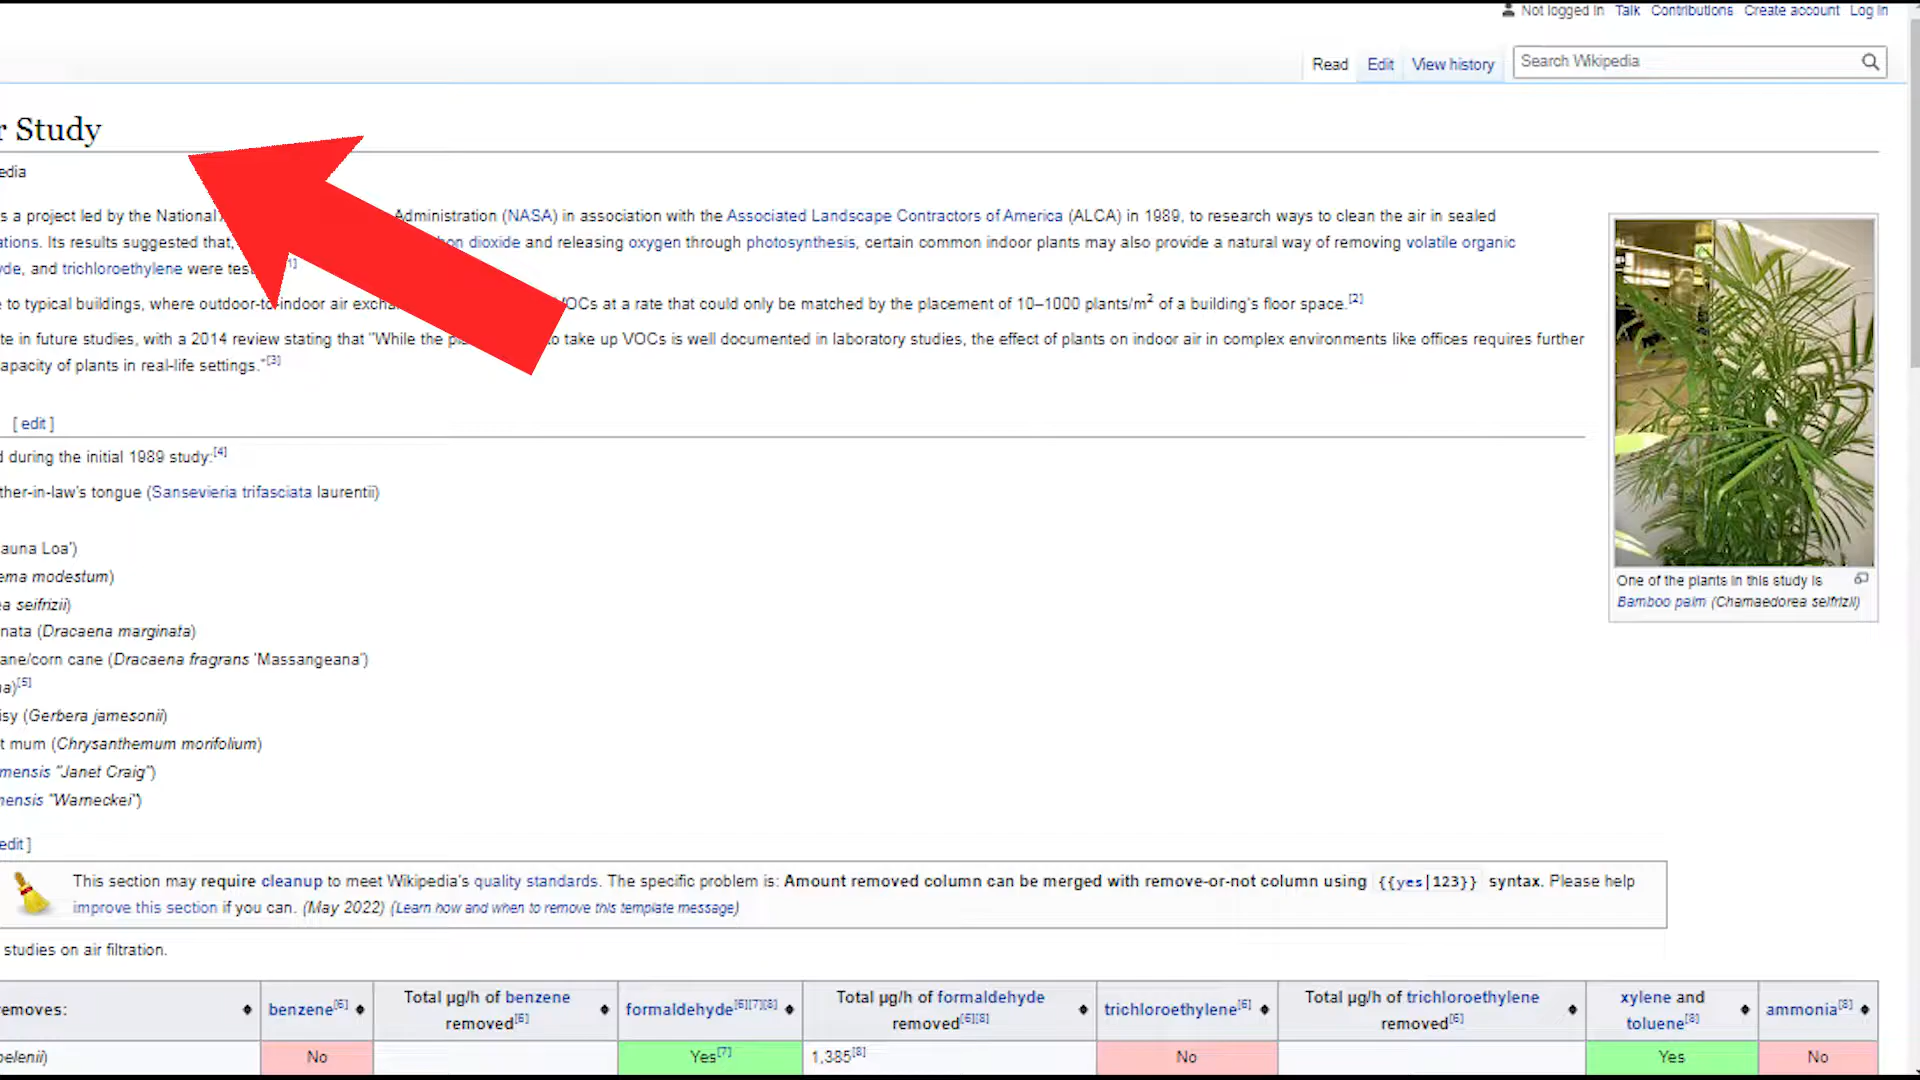 Not logged in Talk Contributions Create account Log in
Read Edit View history Search Wikipedia
r Study
edia
s a project led by the National Administration (NASA) in association with the Associated Landscape Contractors of America (ALCA) in 1989, to research ways to clean the air in sealed
ations. Its results suggested that, on dioxide and releasing oxygen through photosynthesis, certain common indoor plants may also provide a natural way of removing volatile organic
yde, and trichloroethylene were test [1]
e to typical buildings, where outdoor-to-indoor air exch VOCs at a rate that could only be matched by the placement of 10–1000 plants/m2 of a building's floor space.[2]
te in future studies, with a 2014 review stating that "While the pl to take up VOCs is well documented in laboratory studies, the effect of plants on indoor air in complex environments like offices requires further
apacity of plants in real-life settings."[3]
[ edit ]
d during the initial 1989 study:[4]
ther-in-law's tongue (Sansevieria trifasciata laurentii)
auna Loa')
ema modestum)
ea seifrizii)
nata (Dracaena marginata)
ane/corn cane (Dracaena fragrans 'Massangeana')
na)[5]
isy (Gerbera jamesonii)
t mum (Chrysanthemum morifolium)
mensis "Janet Craig")
mensis "Warneckei")
One of the plants in this study is
Bamboo palm (Chamaedorea seifrizii)
edit ]
This section may require cleanup to meet Wikipedia's quality standards. The specific problem is: Amount removed column can be merged with remove-or-not column using {{yes|123}} syntax. Please help
improve this section if you can. (May 2022) (Learn how and when to remove this template message)
studies on air filtration.
emoves: benzene[6] Total µg/h of benzene removed[6] formaldehyde[6][7][8] Total µg/h of formaldehyde removed[6][8] trichloroethylene[6] Total µg/h of trichloroethylene removed[6] xylene and toluene[8] ammonia[8]
belenii) No Yes[7] 1,385[8] No Yes No